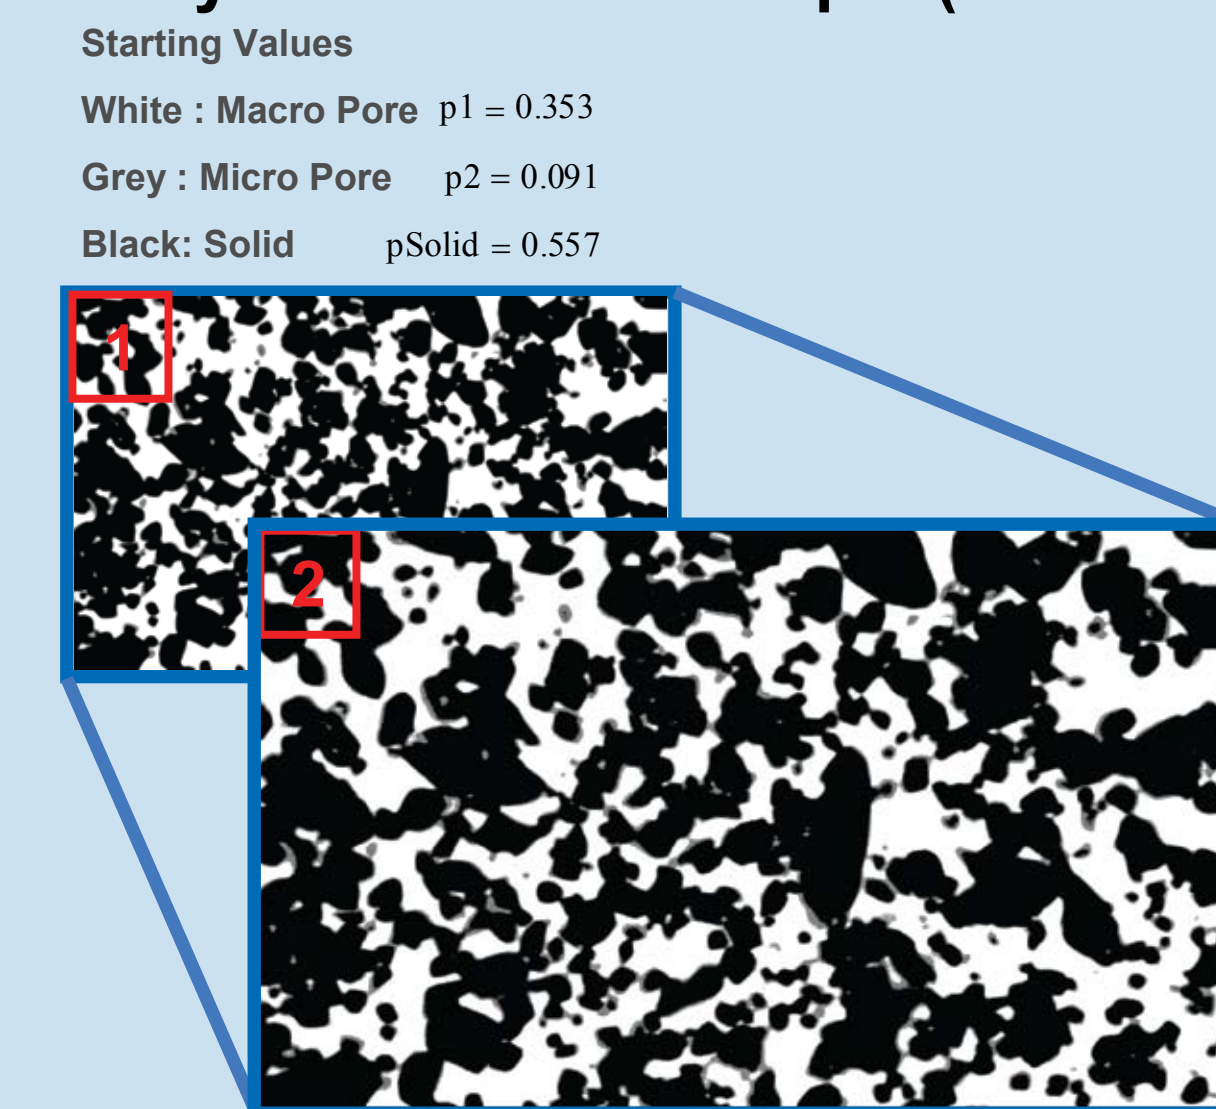 Starting Values
White : Macro Pore p1 = 0.353
Grey : Micro Pore p2 = 0.091
Black: Solid pSolid = 0.557
1
2